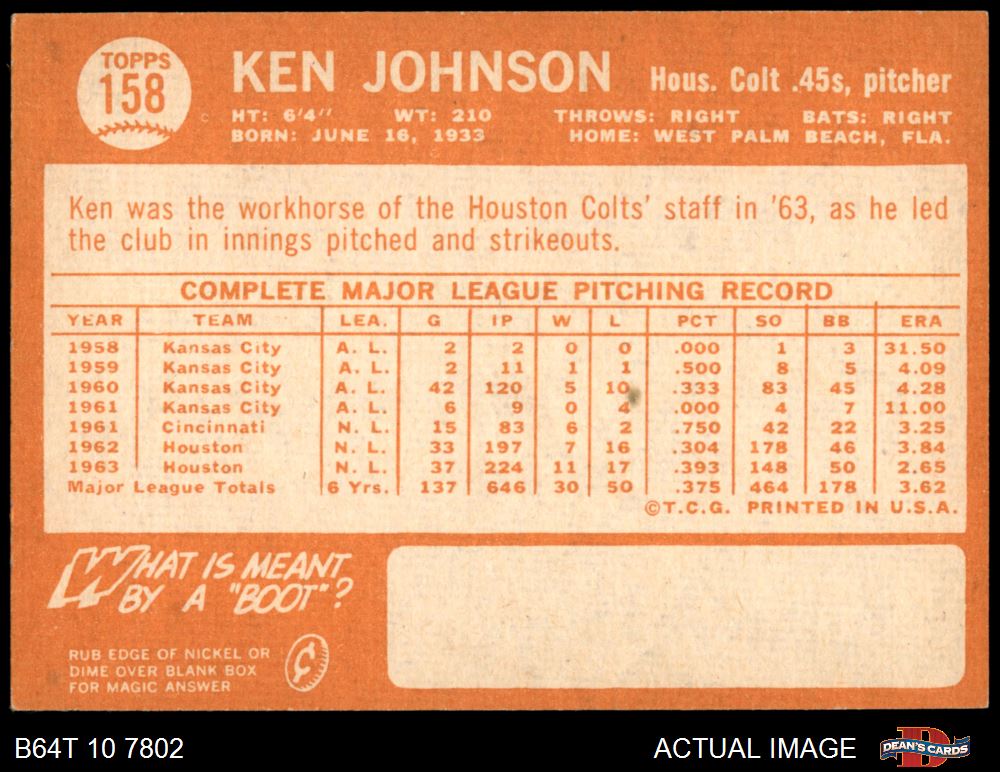 TOPPS
158
KEN JOHNSON Hous. Colt .45s, pitcher
HT: 6'4" WT: 210 THROWS: RIGHT BATS: RIGHT
BORN: JUNE 16, 1933 HOME: WEST PALM BEACH, FLA.
Ken was the workhorse of the Houston Colts' staff in '63, as he led
the club in innings pitched and strikeouts.
COMPLETE MAJOR LEAGUE PITCHING RECORD
YEAR TEAM LEA. G IP W L PCT SO BB ERA
1958 Kansas City A. L. 2 2 0 0 .000 1 3 31.50
1959 Kansas City A. L. 2 11 1 1 .500 8 5 4.09
1960 Kansas City A. L. 42 120 5 10 .333 83 45 4.28
1961 Kansas City A. L. 6 9 0 4 .000 4 7 11.00
1961 Cincinnati N. L. 15 83 6 2 .750 42 22 3.25
1962 Houston N. L. 33 197 7 16 .304 178 46 3.84
1963 Houston N. L. 37 224 11 17 .393 148 50 2.65
Major League Totals 6 Yrs. 137 646 30 50 .375 464 178 3.62
©T.C.G. PRINTED IN U.S.A.
WHAT IS MEANT
BY A "BOOT"?
RUB EDGE OF NICKEL OR
DIME OVER BLANK BOX
FOR MAGIC ANSWER
¢
B64T 10 7802 ACTUAL IMAGE D DEAN'S CARDS